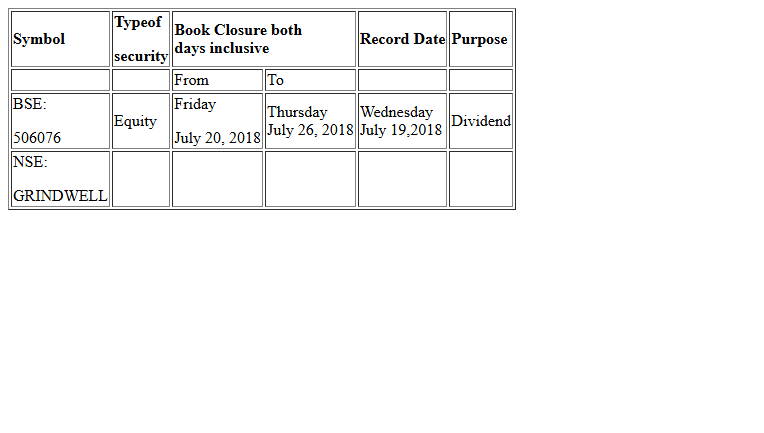 Symbol
Typeof
security
Book Closure both
days inclusive
Record Date
Purpose
From
To
BSE:
506076
Equity
Friday
July 20, 2018
Thursday
July 26, 2018
Wednesday
July 19,2018
Dividend
NSE:
GRINDWELL